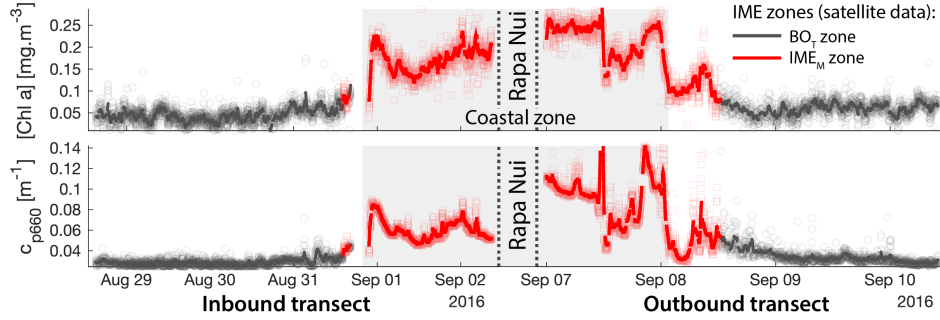 IME zones (satellite data):
BO_T zone
IME_M zone
[Chl a] [mg.m⁻³]
0.25
0.2
0.15
0.1
0.05
Rapa Nui
Coastal zone
c_p660 [m⁻¹]
0.14
0.12
0.1
0.08
0.06
0.04
Rapa Nui
Aug 29
Aug 30
Aug 31
Sep 01
Sep 02
Sep 07
Sep 08
Sep 09
Sep 10
2016
2016
Inbound transect
Outbound transect